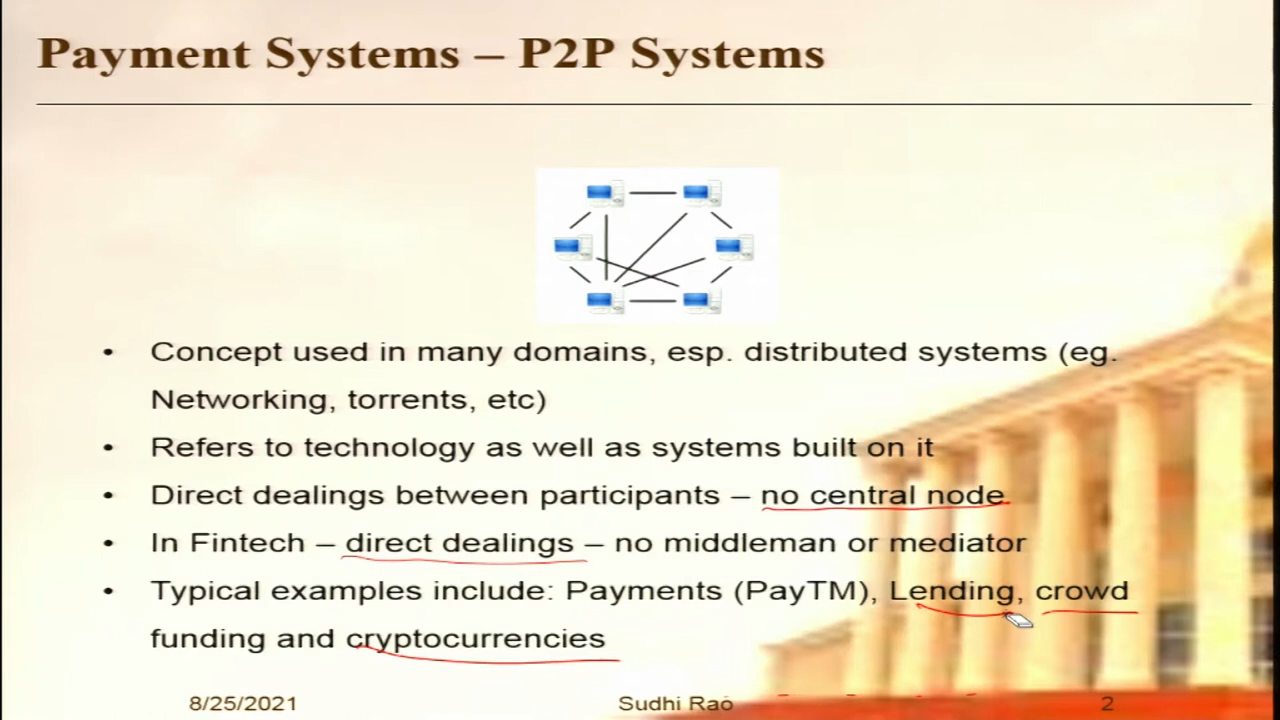 Payment Systems – P2P Systems
• Concept used in many domains, esp. distributed systems (eg.
Networking, torrents, etc)
• Refers to technology as well as systems built on it
• Direct dealings between participants – no central node
• In Fintech – direct dealings – no middleman or mediator
• Typical examples include: Payments (PayTM), Lending, crowd
funding and cryptocurrencies
8/25/2021 Sudhi Rao 2